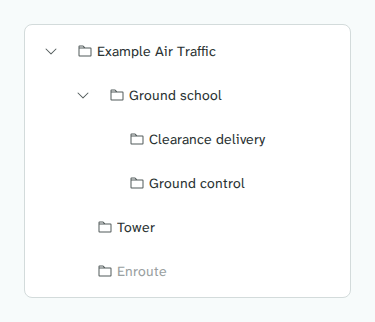 Example Air Traffic
Ground school
Clearance delivery
Ground control
Tower
Enroute